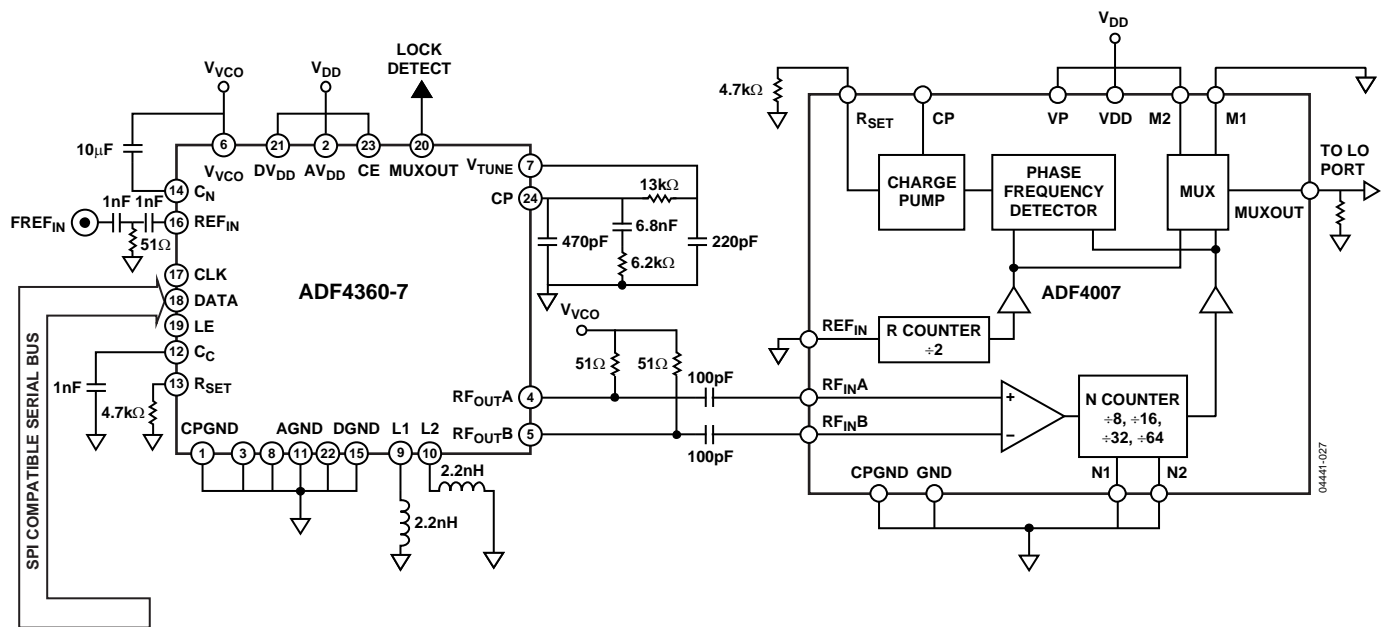 LOCK
DETECT
V_VCO
V_DD
10µF
6
21
2
23
20
V_VCO
DV_DD
AV_DD
CE
MUXOUT
V_TUNE
7
14
C_N
CP
24
13kΩ
1nF
1nF
FREF_IN
16
REF_IN
51Ω
470pF
6.8nF
220pF
6.2kΩ
17
CLK
18
DATA
19
LE
ADF4360-7
12
C_C
1nF
13
R_SET
4.7kΩ
V_VCO
51Ω
51Ω
100pF
RF_OUTA
4
RF_OUTB
5
100pF
CPGND
AGND
DGND
L1
L2
1
3
8
11
22
15
9
10
2.2nH
2.2nH
SPI COMPATIBLE SERIAL BUS
V_DD
4.7kΩ
R_SET
CP
VP
VDD
M2
M1
CHARGE
PUMP
PHASE
FREQUENCY
DETECTOR
MUX
MUXOUT
TO LO
PORT
ADF4007
REF_IN
R COUNTER
÷2
RF_INA
+
RF_INB
−
N COUNTER
÷8, ÷16,
÷32, ÷64
CPGND
GND
N1
N2
04441-027